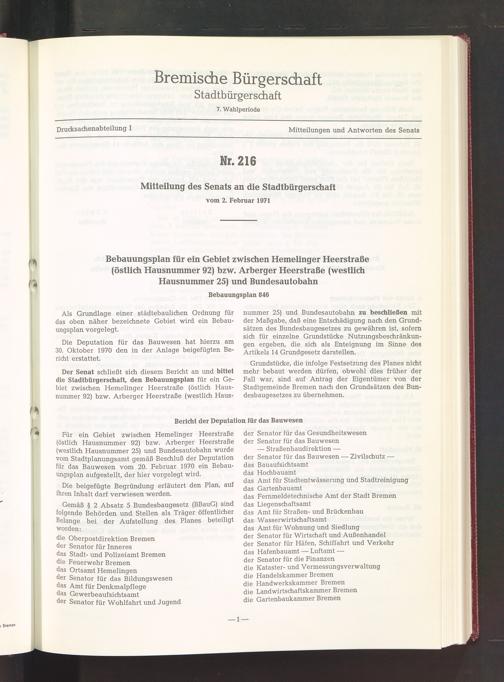 Bremische Bürgerschaft
Stadtbürgerschaft
7. Wahlperiode
Drucksachenabteilung I
Mitteilungen und Antworten des Senats
Nr. 216
Mitteilung des Senats an die Stadtbürgerschaft
vom 2. Februar 1971
Bebauungsplan für ein Gebiet zwischen Hemelinger Heerstraße
(östlich Hausnummer 92) bzw. Arberger Heerstraße (westlich
Hausnummer 25) und Bundesautobahn
Bebauungsplan 846
Als Grundlage einer städtebaulichen Ordnung für
das oben näher bezeichnete Gebiet wird ein Bebau-
ungsplan vorgelegt.
Die Deputation für das Bauwesen hat hierzu am
30. Oktober 1970 den in der Anlage beigefügten Be-
richt erstattet.
Der Senat schließt sich diesem Bericht an und bittet
die Stadtbürgerschaft, den Bebauungsplan für ein Ge-
biet zwischen Hemelinger Heerstraße (östlich Haus-
nummer 92) bzw. Arberger Heerstraße (westlich Haus-
nummer 25) und Bundesautobahn zu beschließen mit
der Maßgabe, daß eine Entschädigung nach den Grund-
sätzen des Bundesbaugesetzes zu gewähren ist, sofern
sich für einzelne Grundstücke Nutzungsbeschränkun-
gen ergeben, die sich als Enteignung im Sinne des
Artikels 14 Grundgesetz darstellen.
Grundstücke, die infolge Festsetzung des Planes nicht
mehr bebaut werden dürfen, obwohl dies früher der
Fall war, sind auf Antrag der Eigentümer von der
Stadtgemeinde Bremen nach den Grundsätzen des Bun-
desbaugesetzes zu übernehmen.
Bericht der Deputation für das Bauwesen
Für ein Gebiet zwischen Hemelinger Heerstraße
(östlich Hausnummer 92) bzw. Arberger Heerstraße
(westlich Hausnummer 25) und Bundesautobahn wurde
vom Stadtplanungsamt gemäß Beschluß der Deputation
für das Bauwesen vom 20. Februar 1970 ein Bebau-
ungsplan aufgestellt, der hier vorgelegt wird.
Die beigefügte Begründung erläutert den Plan, auf
ihren Inhalt darf verwiesen werden.
Gemäß § 2 Absatz 5 Bundesbaugesetz (BBauG) sind
folgende Behörden und Stellen als Träger öffentlicher
Belange bei der Aufstellung des Planes beteiligt
worden:
die Oberpostdirektion Bremen
der Senator für Inneres
das Stadt- und Polizeiamt Bremen
die Feuerwehr Bremen
das Ortsamt Hemelingen
der Senator für das Bildungswesen
das Amt für Denkmalpflege
das Gewerbeaufsichtsamt
der Senator für Wohlfahrt und Jugend
der Senator für das Gesundheitswesen
der Senator für das Bauwesen
— Straßenbaudirektion —
der Senator für das Bauwesen — Zivilschutz —
das Bauaufsichtsamt
das Hochbauamt
das Amt für Stadtentwässerung und Stadtreinigung
das Gartenbauamt
das Fernmeldetechnische Amt der Stadt Bremen
das Liegenschaftsamt
das Amt für Straßen- und Brückenbau
das Wasserwirtschaftsamt
das Amt für Wohnung und Siedlung
der Senator für Wirtschaft und Außenhandel
der Senator für Häfen, Schiffahrt und Verkehr
das Hafenbauamt — Luftamt —
der Senator für die Finanzen
die Kataster- und Vermessungsverwaltung
die Handelskammer Bremen
die Handwerkskammer Bremen
die Landwirtschaftskammer Bremen
die Gartenbaukammer Bremen
— 1 —